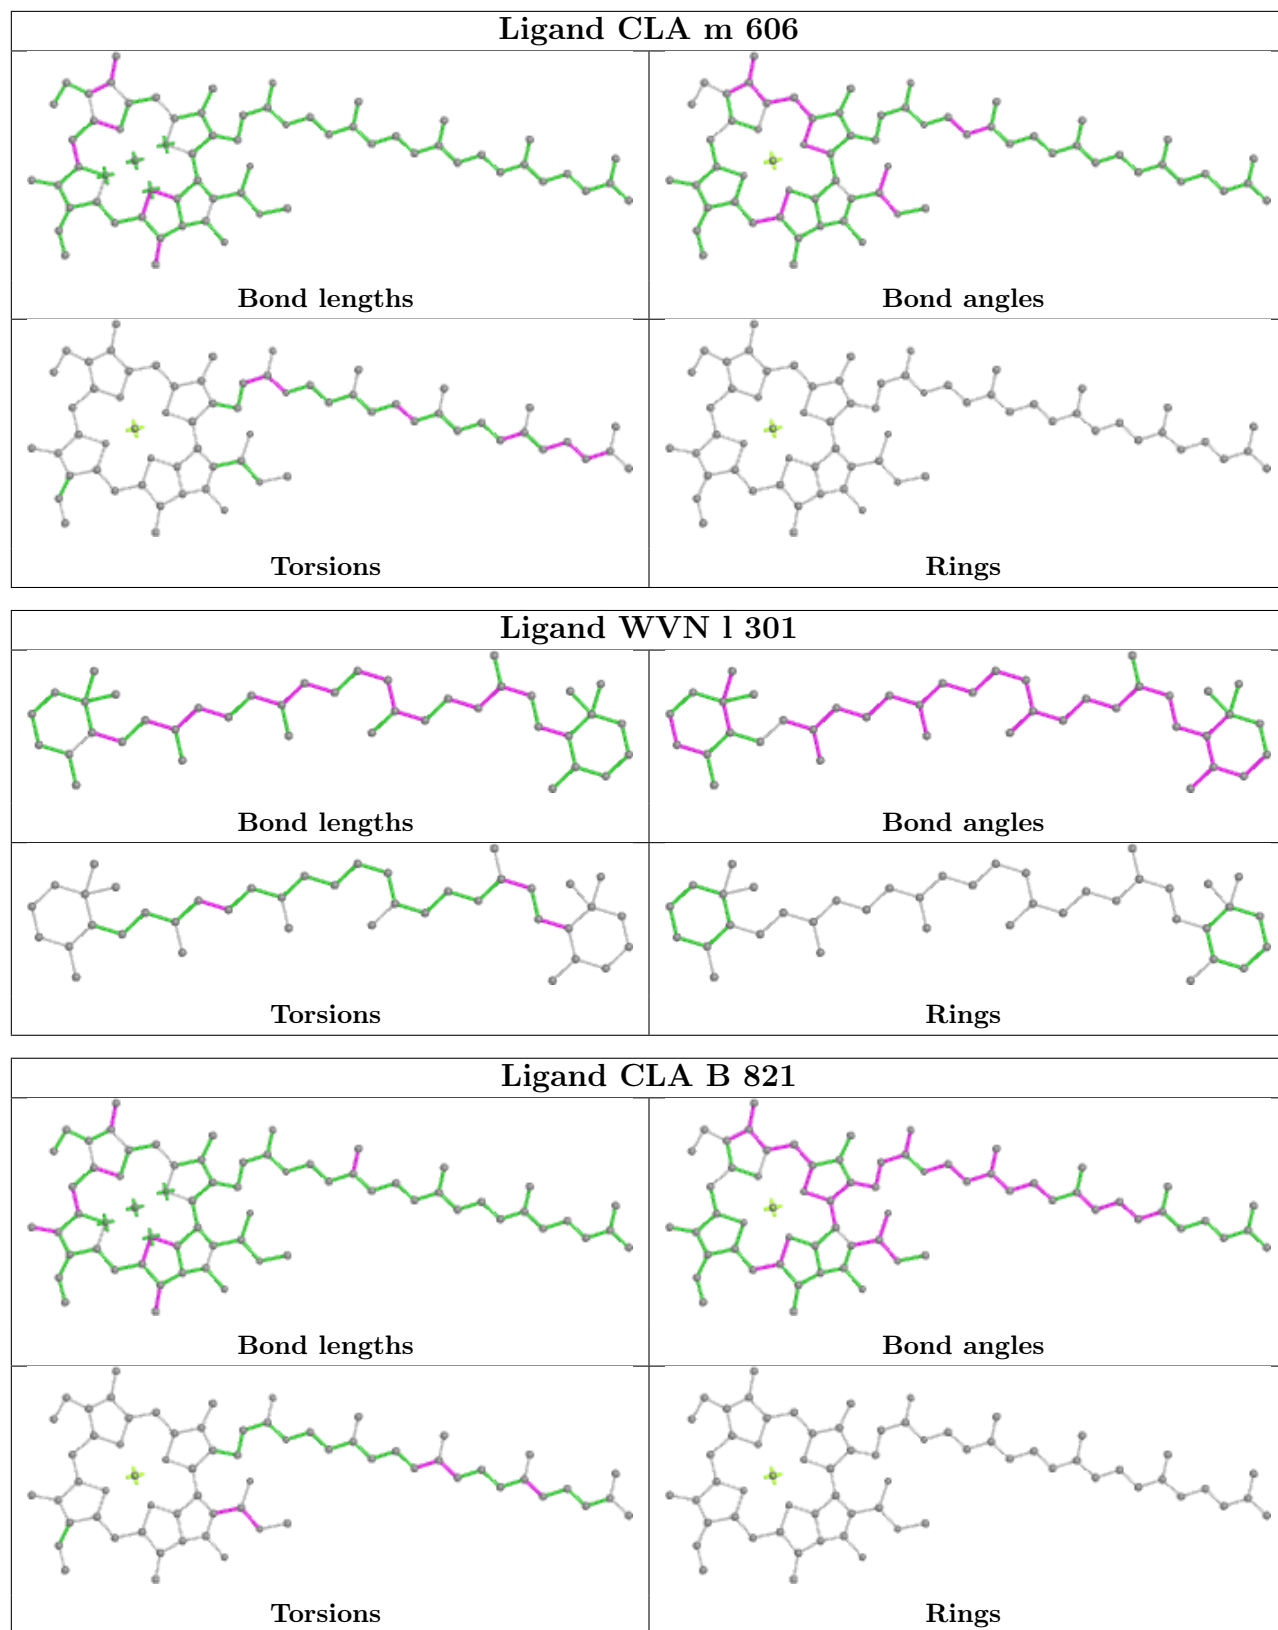 Ligand CLA m 606
Bond lengths
Bond angles
Torsions
Rings
Ligand WVN l 301
Bond lengths
Bond angles
Torsions
Rings
Ligand CLA B 821
Bond lengths
Bond angles
Torsions
Rings